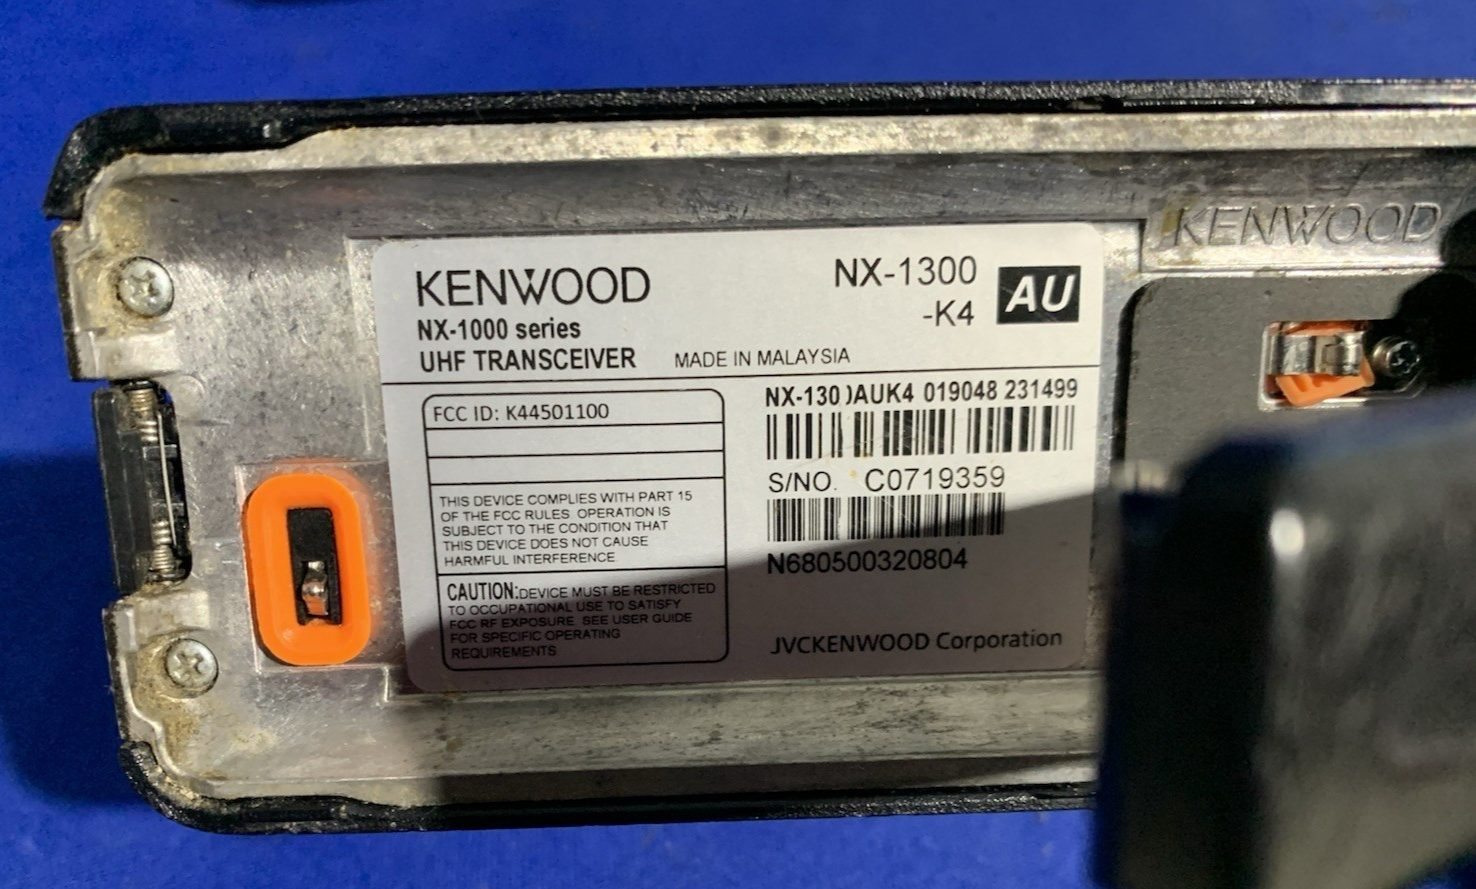 KENWOOD
KENWOOD
NX-1300
-K4
AU
NX-1000 series
UHF TRANSCEIVER MADE IN MALAYSIA
FCC ID: K44501100
THIS DEVICE COMPLIES WITH PART 15
OF THE FCC RULES. OPERATION IS
SUBJECT TO THE CONDITION THAT
THIS DEVICE DOES NOT CAUSE
HARMFUL INTERFERENCE
CAUTION:DEVICE MUST BE RESTRICTED
TO OCCUPATIONAL USE TO SATISFY
FCC RF EXPOSURE. SEE USER GUIDE
FOR SPECIFIC OPERATING
REQUIREMENTS
NX-130 )AUK4 019048 231499
S/NO. C0719359
N680500320804
JVCKENWOOD Corporation